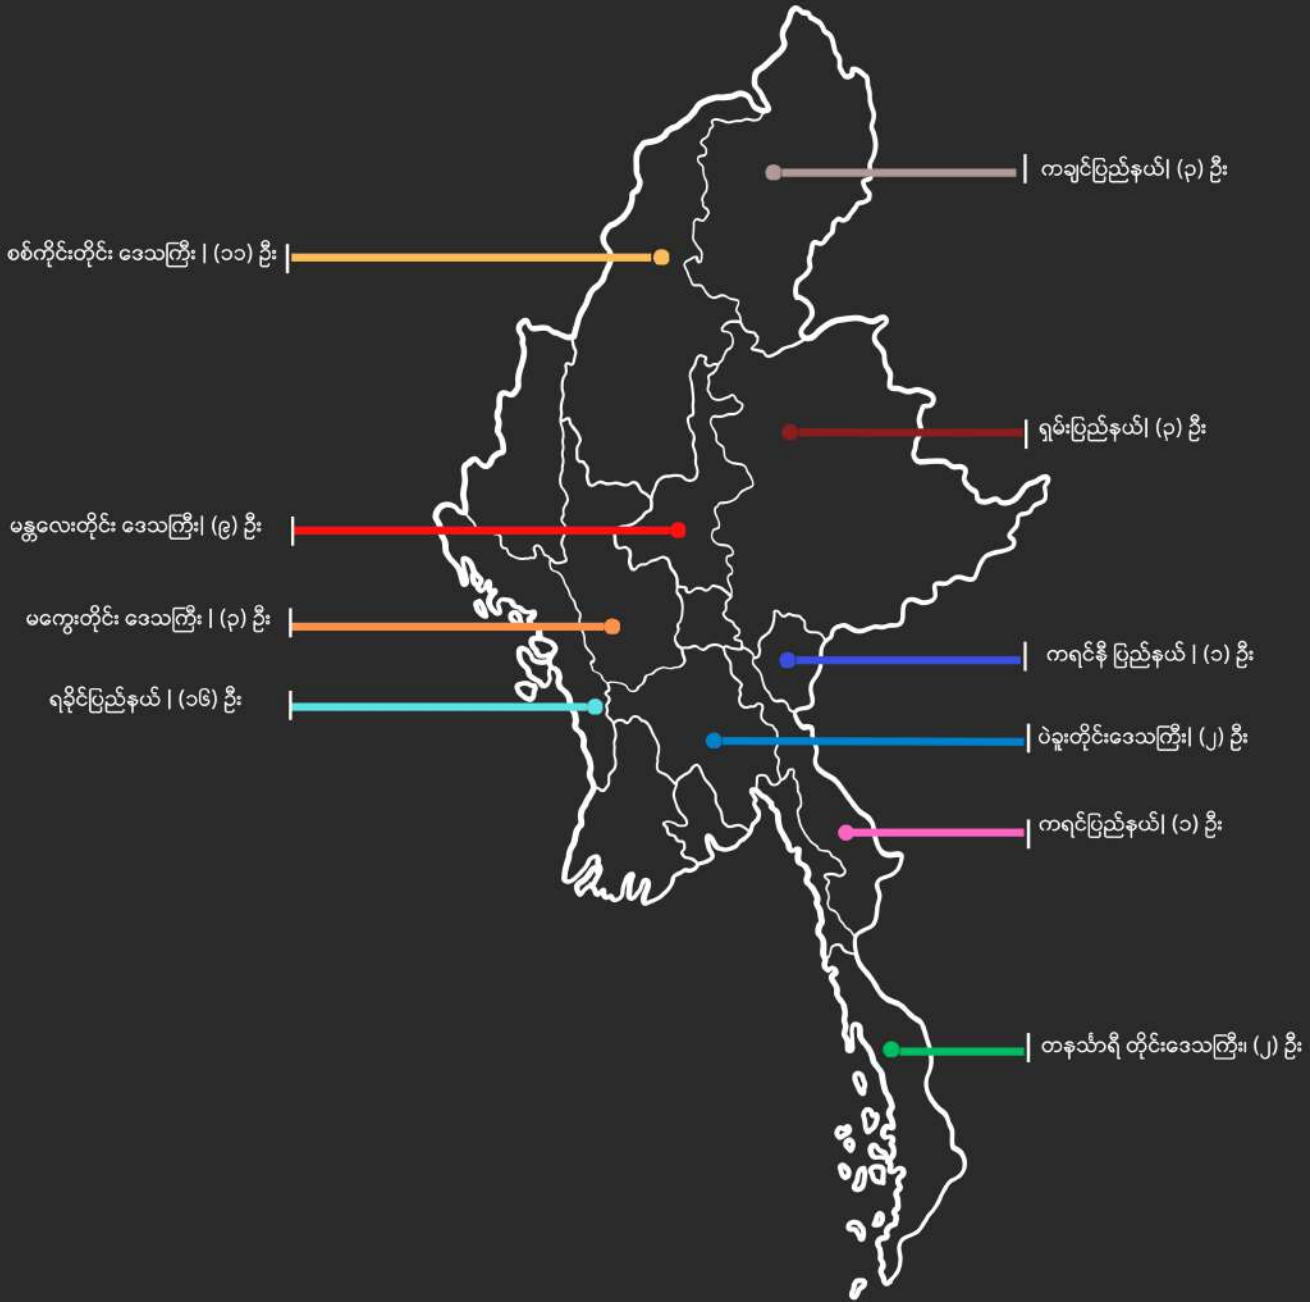 ကချင်ပြည်နယ်| (၃) ဦး
စစ်ကိုင်းတိုင်း ဒေသကြီး | (၁၁) ဦး
ရှမ်းပြည်နယ်| (၃) ဦး
မန္တလေးတိုင်း ဒေသကြီး| (၉) ဦး
မကွေးတိုင်း ဒေသကြီး | (၃) ဦး
ကရင်နီ ပြည်နယ် | (၁) ဦး
ရခိုင်ပြည်နယ် | (၁၆) ဦး
ပဲခူးတိုင်းဒေသကြီး| (၂) ဦး
ကရင်ပြည်နယ်| (၁) ဦး
တနင်္သာရီ တိုင်းဒေသကြီး၊ (၂) ဦး